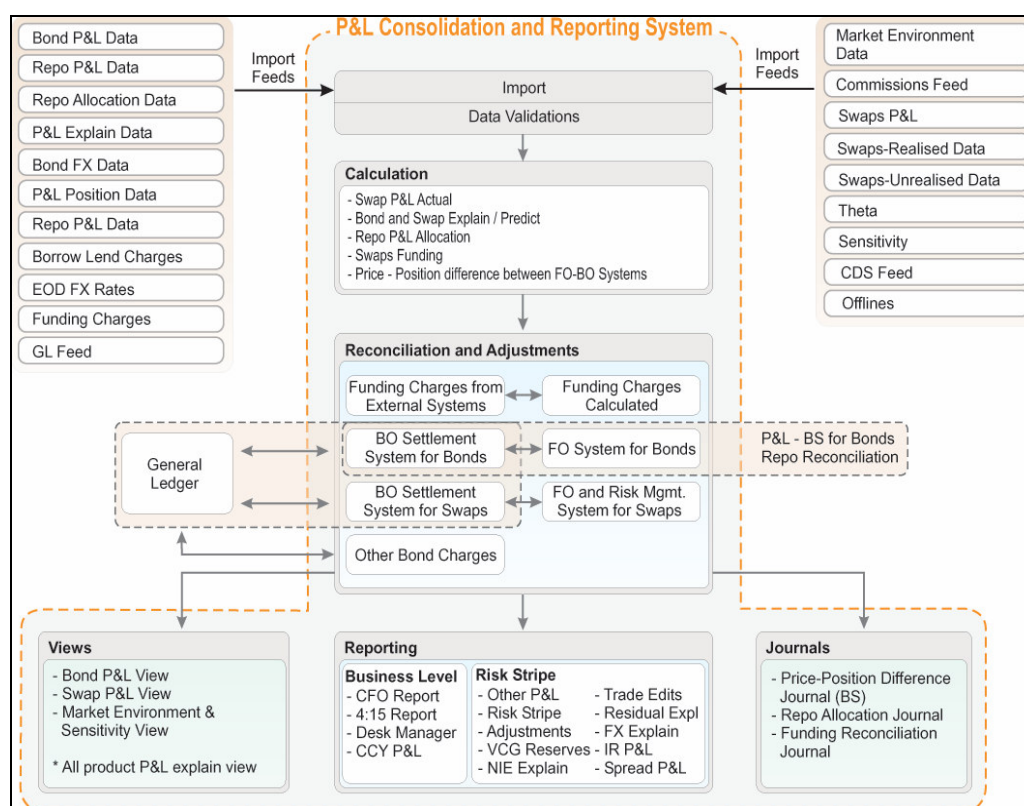 P&L Consolidation and Reporting System
Bond P&L Data
Repo P&L Data
Repo Allocation Data
P&L Explain Data
Bond FX Data
P&L Position Data
Repo P&L Data
Borrow Lend Charges
EOD FX Rates
Funding Charges
GL Feed
Import
Feeds
Import
Data Validations
Import
Feeds
Market Environment
Data
Commissions Feed
Swaps P&L
Swaps-Realised Data
Swaps-Unrealised Data
Theta
Sensitivity
CDS Feed
Offlines
Calculation
- Swap P&L Actual
- Bond and Swap Explain / Predict
- Repo P&L Allocation
- Swaps Funding
- Price - Position difference between FO-BO Systems
Reconciliation and Adjustments
Funding Charges from
External Systems
Funding Charges
Calculated
BO Settlement
System for Bonds
FO System for Bonds
P&L - BS for Bonds
Repo Reconciliation
General
Ledger
BO Settlement
System for Swaps
FO and Risk Mgmt.
System for Swaps
Other Bond Charges
Views
- Bond P&L View
- Swap P&L View
- Market Environment &
Sensitivity View
* All product P&L explain view
Reporting
Business Level
- CFO Report
- 4:15 Report
- Desk Manager
- CCY P&L
Risk Stripe
- Other P&L
- Risk Stripe
- Adjustments
- VCG Reserves
- NIE Explain
- Trade Edits
- Residual Expl
- FX Explain
- IR P&L
- Spread P&L
Journals
- Price-Position Difference
Journal (BS)
- Repo Allocation Journal
- Funding Reconciliation
Journal